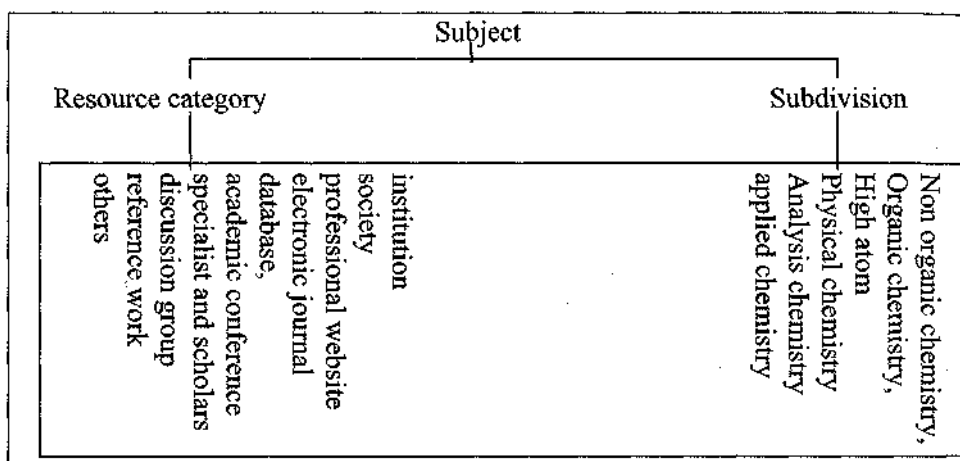 Subject
Resource category
Subdivision
institution
society
professional website
electronic journal
database,
academic conference
specialist and scholars
discussion group
reference work
others
Non organic chemistry,
Organic chemistry,
High atom
Physical chemistry
Analysis chemistry
applied chemistry